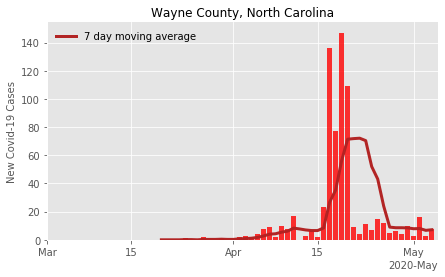 Wayne County, North Carolina
7 day moving average
New Covid-19 Cases
140
120
100
80
60
40
20
0
Mar 15 Apr 15 May
2020-May